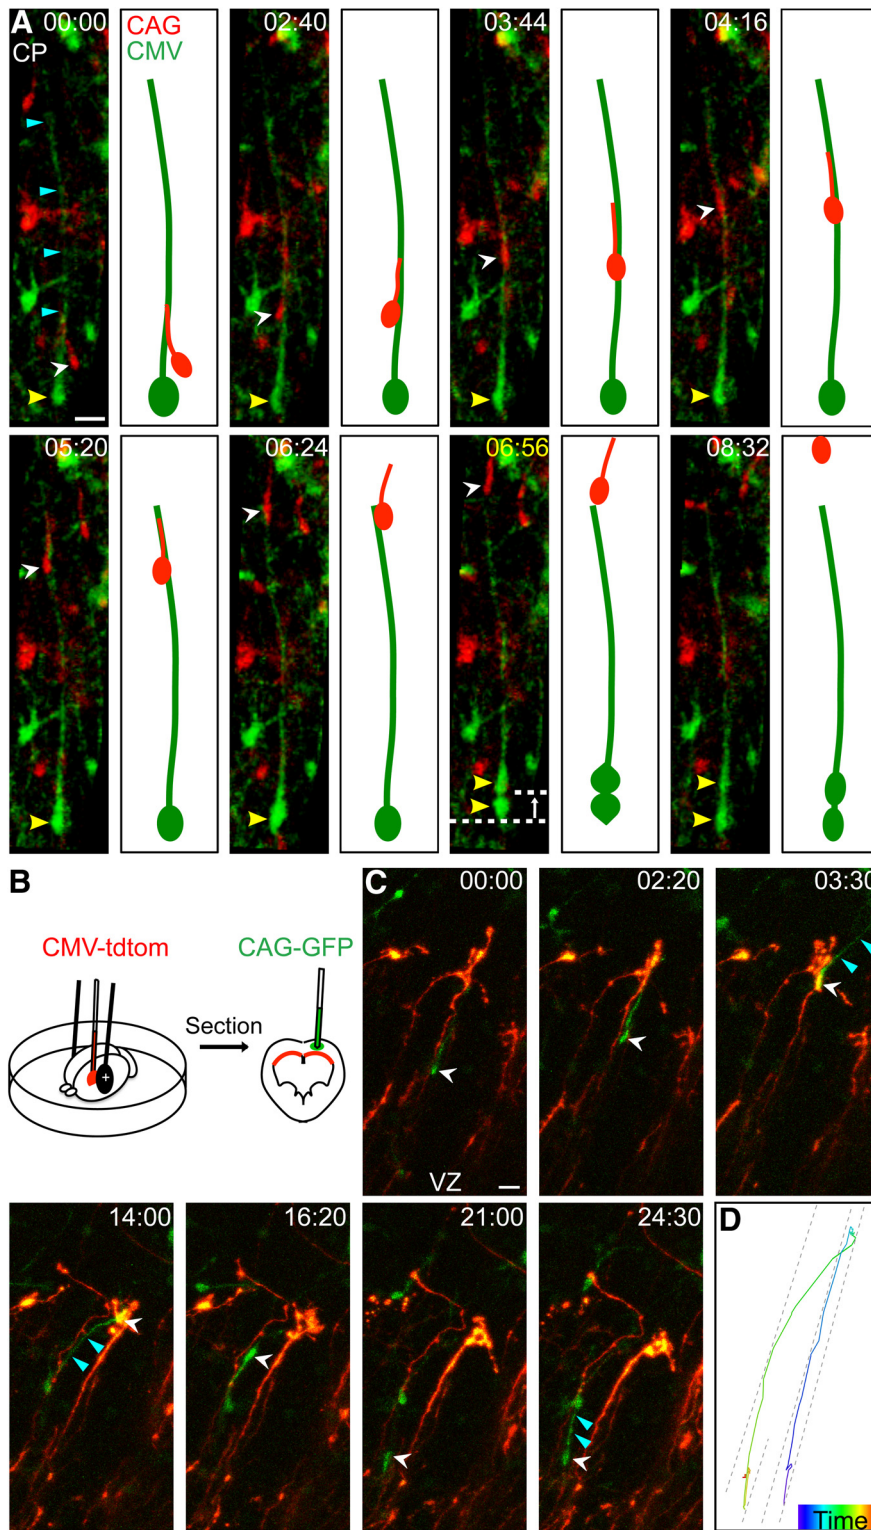 A
00:00
CP
CAG
CMV
02:40
03:44
04:16
05:20
06:24
06:56
08:32
B
CMV-tdtom
CAG-GFP
Section
+
C
00:00
02:20
03:30
VZ
14:00
16:20
21:00
24:30
D
Time